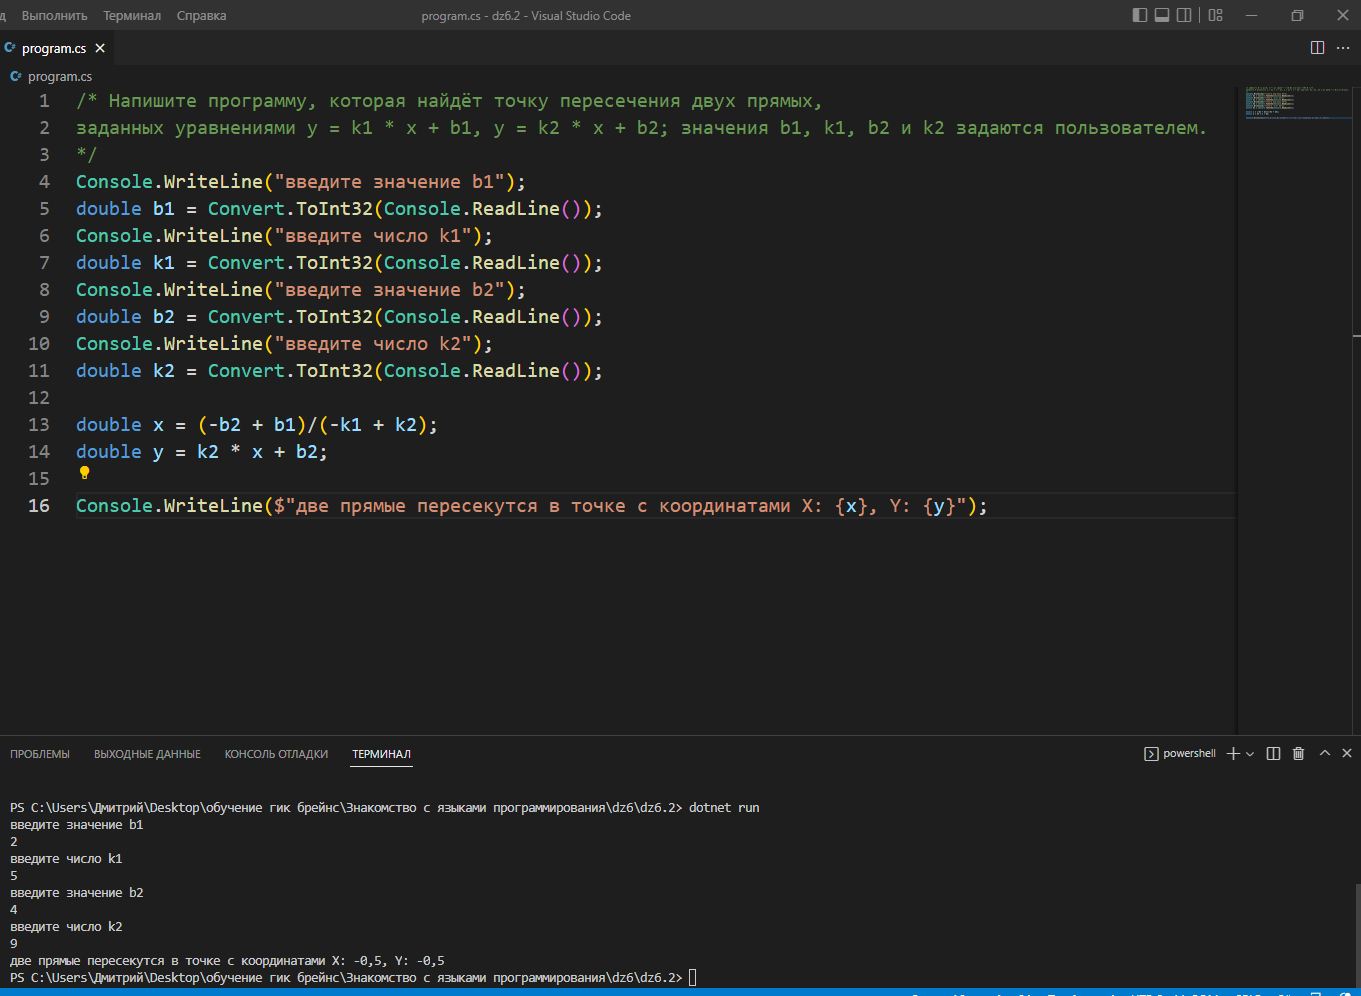 Выполнить Терминал Справка program.cs - dz6.2 - Visual Studio Code
program.cs
program.cs
1 /* Напишите программу, которая найдёт точку пересечения двух прямых,
2 заданных уравнениями y = k1 * x + b1, y = k2 * x + b2; значения b1, k1, b2 и k2 задаются пользователем.
3 */
4 Console.WriteLine("введите значение b1");
5 double b1 = Convert.ToInt32(Console.ReadLine());
6 Console.WriteLine("введите число k1");
7 double k1 = Convert.ToInt32(Console.ReadLine());
8 Console.WriteLine("введите значение b2");
9 double b2 = Convert.ToInt32(Console.ReadLine());
10 Console.WriteLine("введите число k2");
11 double k2 = Convert.ToInt32(Console.ReadLine());
12
13 double x = (-b2 + b1)/(-k1 + k2);
14 double y = k2 * x + b2;
15
16 Console.WriteLine($"две прямые пересекутся в точке с координатами X: {x}, Y: {y}");
ПРОБЛЕМЫ ВЫХОДНЫЕ ДАННЫЕ КОНСОЛЬ ОТЛАДКИ ТЕРМИНАЛ powershell
PS C:\Users\Дмитрий\Desktop\обучение гик брейнс\Знакомство с языками программирования\dz6\dz6.2> dotnet run
введите значение b1
2
введите число k1
5
введите значение b2
4
введите число k2
9
две прямые пересекутся в точке с координатами X: -0,5, Y: -0,5
PS C:\Users\Дмитрий\Desktop\обучение гик брейнс\Знакомство с языками программирования\dz6\dz6.2>